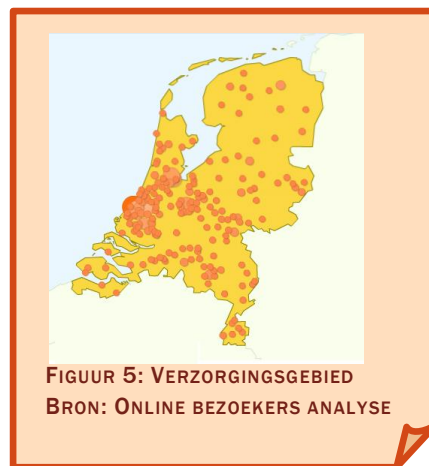 FIGUUR 5: VERZORGINGSGEBIED
BRON: ONLINE BEZOEKERS ANALYSE